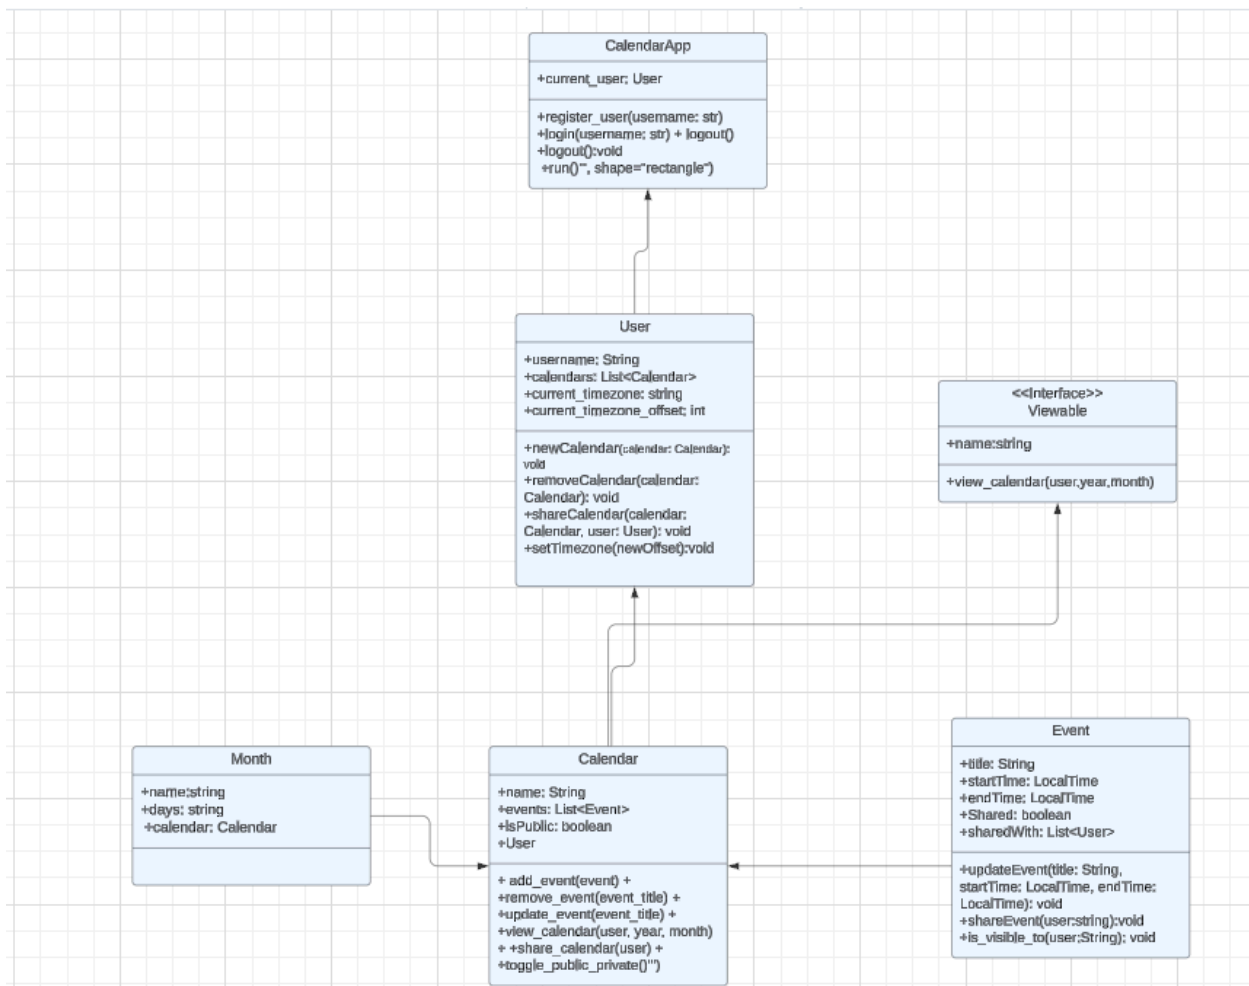 CalendarApp
+current_user: User
+register_user(username: str)
+login(username: str) + logout()
+logout():void
+run()"', shape="rectangle")
User
+username: String
+calendars: List<Calendar>
+current_timezone: string
+current_timezone_offset: int
+newCalendar(calendar: Calendar):
void
+removeCalendar(calendar:
Calendar): void
+shareCalendar(calendar:
Calendar, user: User): void
+setTimezone(newOffset):void
<<Interface>>
Viewable
+name:string
+view_calendar(user,year,month)
Month
+name:string
+days: string
+calendar: Calendar
Calendar
+name: String
+events: List<Event>
+isPublic: boolean
+User
+ add_event(event) +
+remove_event(event_title) +
+update_event(event_title) +
+view_calendar(user, year, month)
+ +share_calendar(user) +
+toggle_public_private()"')
Event
+title: String
+startTime: LocalTime
+endTime: LocalTime
+Shared: boolean
+sharedWith: List<User>
+updateEvent(title: String,
startTime: LocalTime, endTime:
LocalTime): void
+shareEvent(user:string):void
+is_visible_to(user:String): void